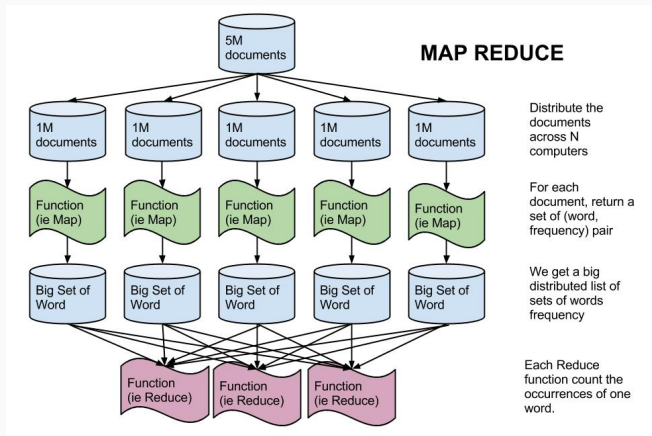 5M
documents
MAP REDUCE
1M
documents
1M
documents
1M
documents
1M
documents
1M
documents
Distribute the
documents
across N
computers
Function
(ie Map)
Function
(ie Map)
Function
(ie Map)
Function
(ie Map)
Function
(ie Map)
For each
document, return a
set of (word,
frequency) pair
Big Set of
Word
Big Set of
Word
Big Set of
Word
Big Set of
Word
Big Set of
Word
We get a big
distributed list of
sets of words
frequency
Function
(ie Reduce)
Function
(ie Reduce)
Function
(ie Reduce)
Each Reduce
function count the
occurrences of one
word.